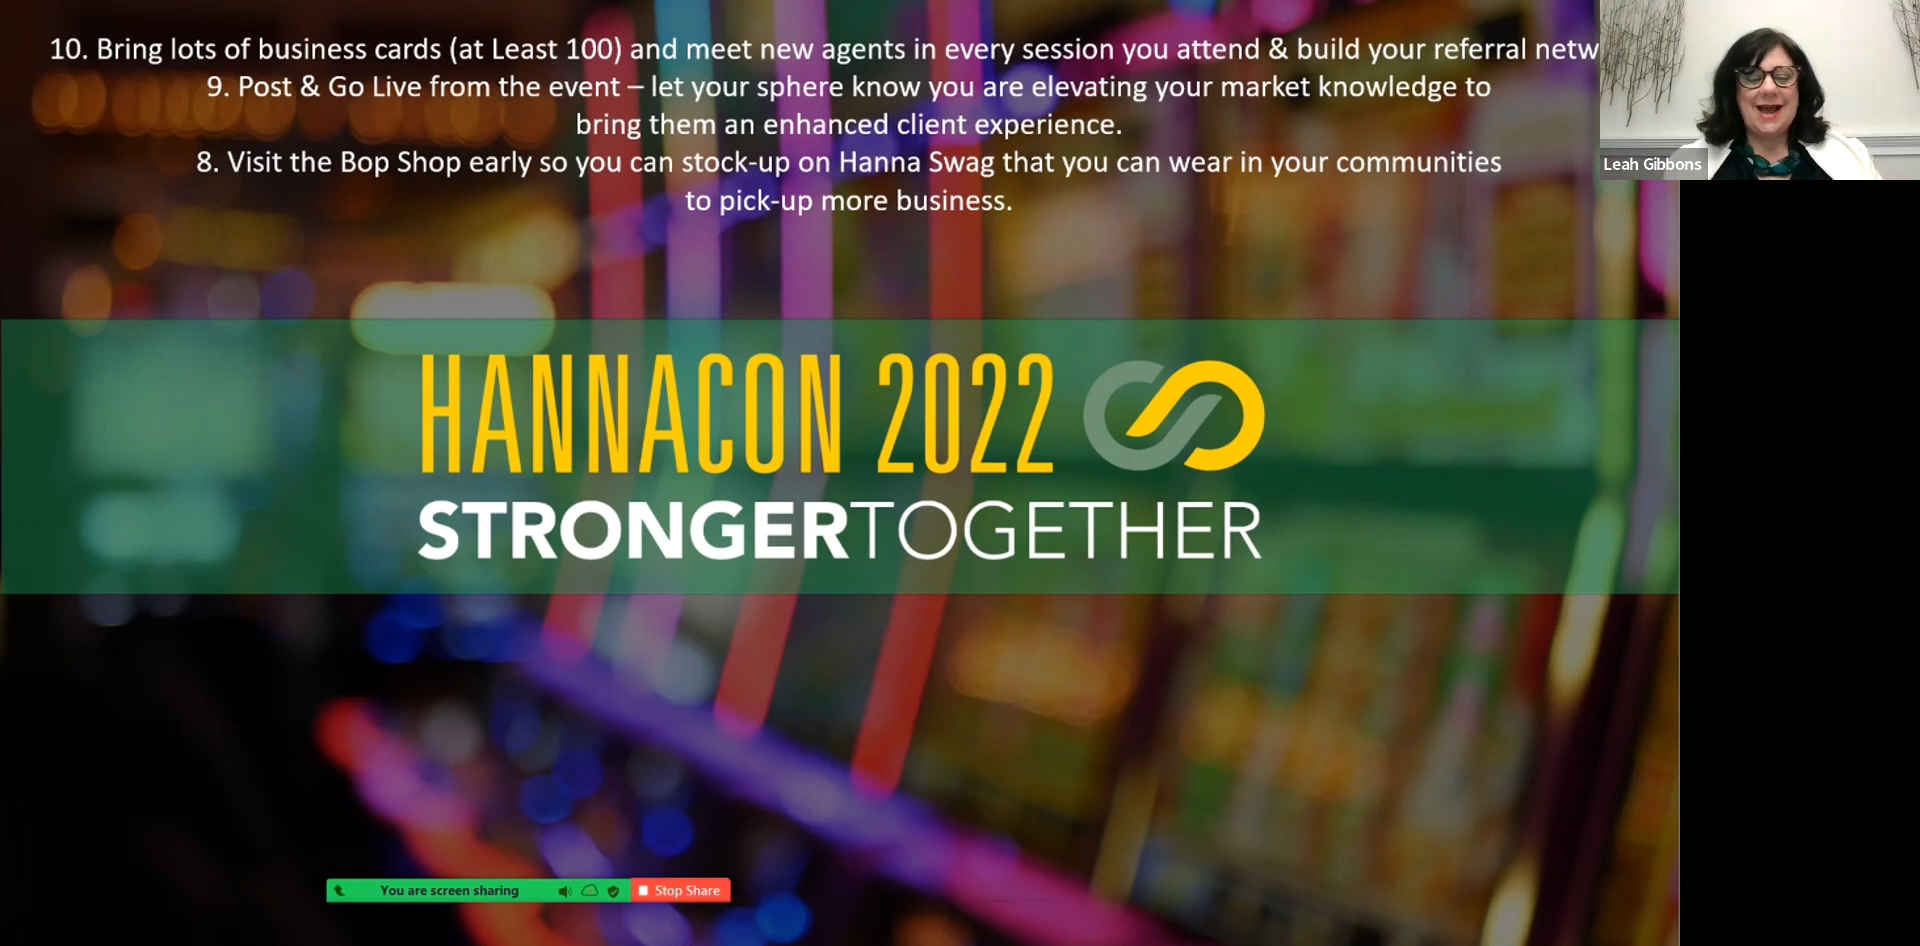 10. Bring lots of business cards (at Least 100) and meet new agents in every session you attend & build your referral netw
9. Post & Go Live from the event – let your sphere know you are elevating your market knowledge to
bring them an enhanced client experience.
8. Visit the Bop Shop early so you can stock-up on Hanna Swag that you can wear in your communities
to pick-up more business.
Leah Gibbons
HANNACON 2022
STRONGERTOGETHER
You are screen sharing
Stop Share